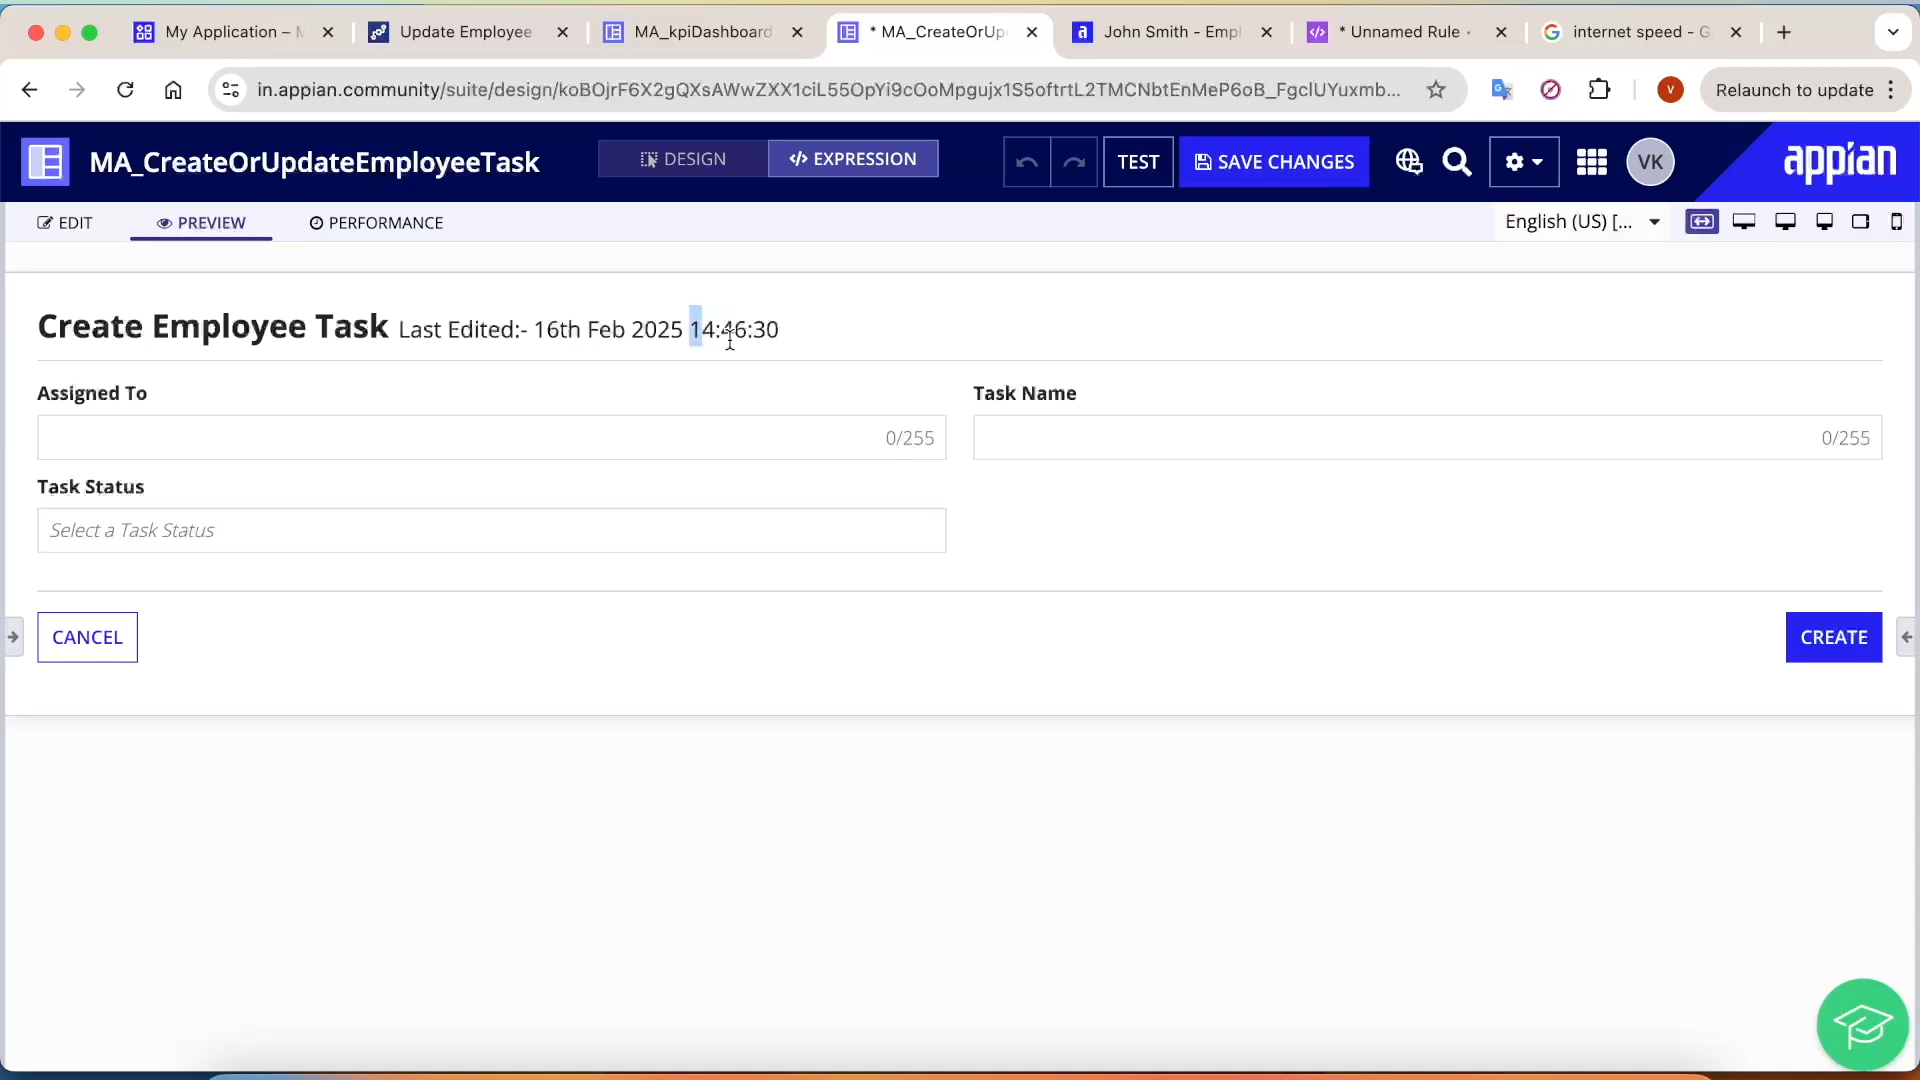 My Application – M
Update Employee
MA_kpiDashboard
* MA_CreateOrUp
John Smith - Empl
* Unnamed Rule -
internet speed - G
in.appian.community/suite/design/koBOjrF6X2gQXsAWwZXX1ciL55OpYi9cOoMpgujx1S5oftrtL2TMCNbtEnMeP6oB_FgclUYuxmb...
V
Relaunch to update
MA_CreateOrUpdateEmployeeTask
DESIGN
EXPRESSION
TEST
SAVE CHANGES
VK
appian
EDIT
PREVIEW
PERFORMANCE
English (US) [...
Create Employee Task Last Edited:- 16th Feb 2025 14:46:30
Assigned To
Task Name
0/255
0/255
Task Status
Select a Task Status
CANCEL
CREATE